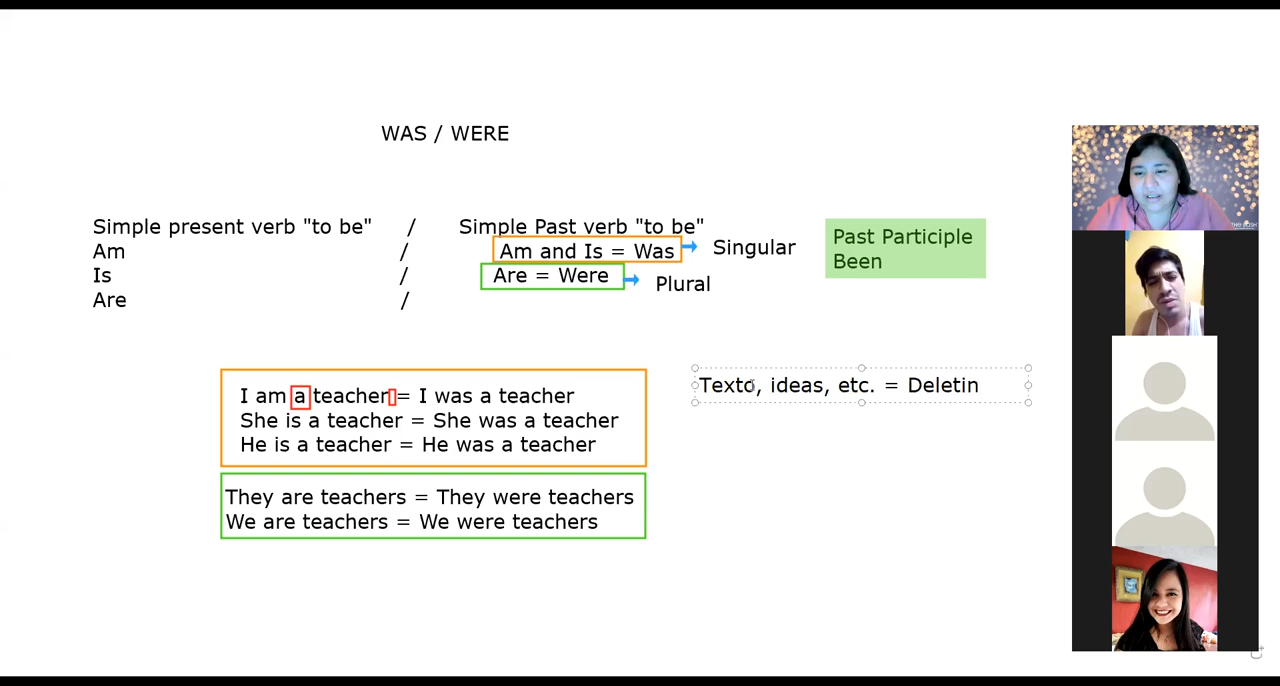 WAS / WERE
Simple present verb "to be" / Simple Past verb "to be"
Am / Am and Is = Was Singular
Is / Are = Were Plural
Are /
Past Participle
Been
I am a teacher = I was a teacher
She is a teacher = She was a teacher
He is a teacher = He was a teacher
They are teachers = They were teachers
We are teachers = We were teachers
Texto, ideas, etc. = Deletin